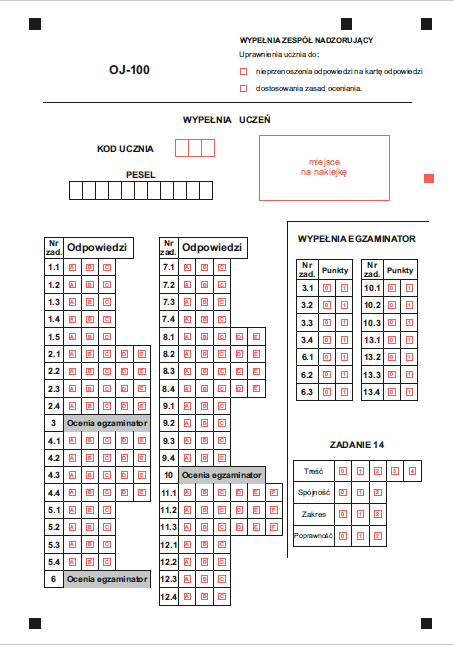 WYPEŁNIA ZESPÓŁ NADZORUJĄCY
Uprawnienia ucznia do:
nieprzenoszenia odpowiedzi na kartę odpowiedzi
dostosowania zasad oceniania.
OJ-100
WYPEŁNIA UCZEŃ
KOD UCZNIA
PESEL
miejsce
na naklejkę
Nr zad. Odpowiedzi
1.1 A B C
1.2 A B C
1.3 A B C
1.4 A B C
1.5 A B C
2.1 A B C D E
2.2 A B C D E
2.3 A B C D E
2.4 A B C D E
3 Ocenia egzaminator
4.1 A B C D E
4.2 A B C D E
4.3 A B C D E
4.4 A B C D E
5.1 A B C
5.2 A B C
5.3 A B C
5.4 A B C
6 Ocenia egzaminator
Nr zad. Odpowiedzi
7.1 A B C
7.2 A B C
7.3 A B C
7.4 A B C
8.1 A B C D E
8.2 A B C D E
8.3 A B C D E
8.4 A B C D E
9.1 A B C
9.2 A B C
9.3 A B C
9.4 A B C
10 Ocenia egzaminator
11.1 A B C D E F
11.2 A B C D E F
11.3 A B C D E F
12.1 A B C
12.2 A B C
12.3 A B C
12.4 A B C
WYPEŁNIA EGZAMINATOR
Nr zad. Punkty
3.1 0 1
3.2 0 1
3.3 0 1
3.4 0 1
6.1 0 1
6.2 0 1
6.3 0 1
Nr zad. Punkty
10.1 0 1
10.2 0 1
10.3 0 1
13.1 0 1
13.2 0 1
13.3 0 1
13.4 0 1
ZADANIE 14
Treść 0 1 2 3 4
Spójność 0 1 2
Zakres 0 1 2
Poprawność 0 1 2